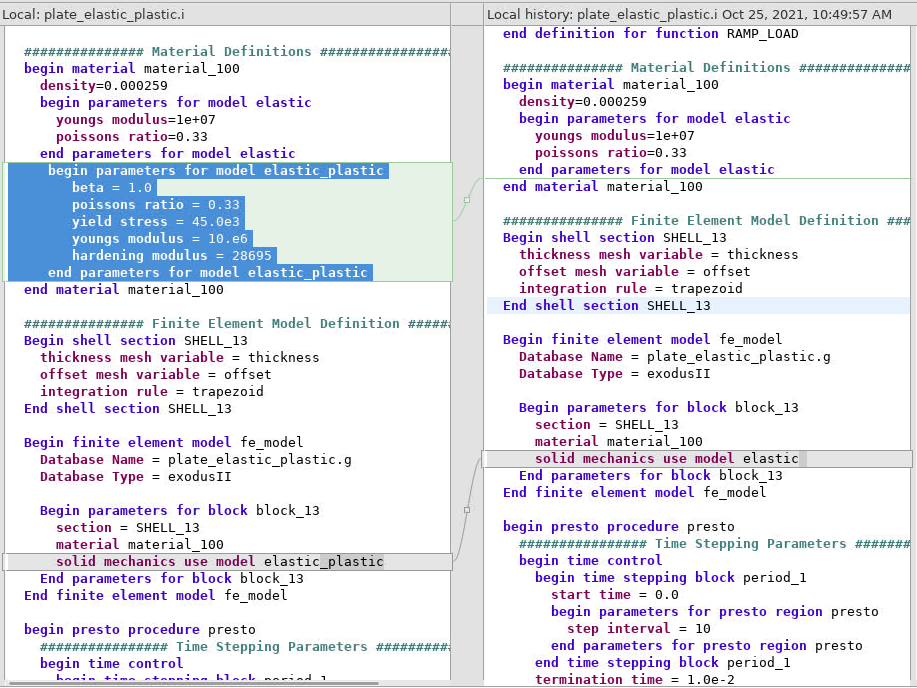 Local: plate_elastic_plastic.i
############### Material Definitions #################
begin material material_100
density=0.000259
begin parameters for model elastic
youngs modulus=1e+07
poissons ratio=0.33
end parameters for model elastic
begin parameters for model elastic_plastic
beta = 1.0
poissons ratio = 0.33
yield stress = 45.0e3
youngs modulus = 10.e6
hardening modulus = 28695
end parameters for model elastic_plastic
end material material_100
############### Finite Element Model Definition ######
Begin shell section SHELL_13
thickness mesh variable = thickness
offset mesh variable = offset
integration rule = trapezoid
End shell section SHELL_13
Begin finite element model fe_model
Database Name = plate_elastic_plastic.g
Database Type = exodusII
Begin parameters for block block_13
section = SHELL_13
material material_100
solid mechanics use model elastic_plastic
End parameters for block block_13
End finite element model fe_model
begin presto procedure presto
################ Time Stepping Parameters ##########
begin time control
begin time stepping block period_1
Local history: plate_elastic_plastic.i Oct 25, 2021, 10:49:57 AM
end definition for function RAMP_LOAD
############### Material Definitions ##############
begin material material_100
density=0.000259
begin parameters for model elastic
youngs modulus=1e+07
poissons ratio=0.33
end parameters for model elastic
end material material_100
############### Finite Element Model Definition ###
Begin shell section SHELL_13
thickness mesh variable = thickness
offset mesh variable = offset
integration rule = trapezoid
End shell section SHELL_13
Begin finite element model fe_model
Database Name = plate_elastic_plastic.g
Database Type = exodusII
Begin parameters for block block_13
section = SHELL_13
material material_100
solid mechanics use model elastic
End parameters for block block_13
End finite element model fe_model
begin presto procedure presto
################ Time Stepping Parameters #######
begin time control
begin time stepping block period_1
start time = 0.0
begin parameters for presto region presto
step interval = 10
end parameters for presto region presto
end time stepping block period_1
termination time = 1.0e-2